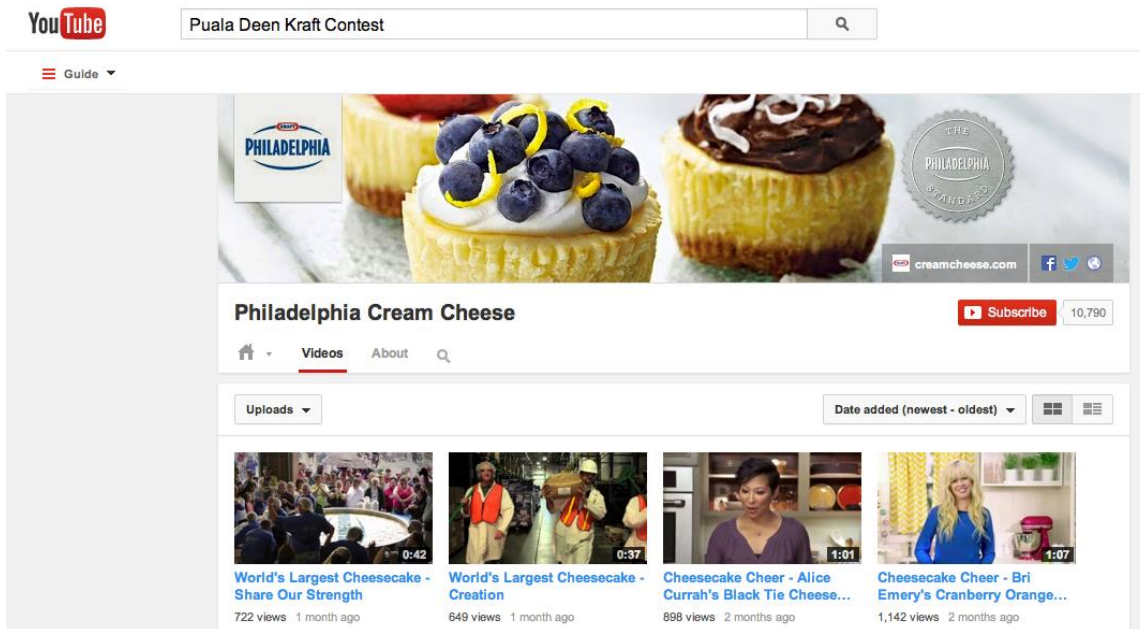 YouTube
Puala Deen Kraft Contest
Guide
KRAFT
PHILADELPHIA
THE
PHILADELPHIA
STANDARD
KRAFT creamcheese.com
Philadelphia Cream Cheese
Subscribe 10,790
Videos About
Uploads Date added (newest - oldest)
0:42 0:37 1:01 1:07
World's Largest Cheesecake -
Share Our Strength
722 views 1 month ago
World's Largest Cheesecake -
Creation
649 views 1 month ago
Cheesecake Cheer - Alice
Currah's Black Tie Cheese...
898 views 2 months ago
Cheesecake Cheer - Bri
Emery's Cranberry Orange...
1,142 views 2 months ago